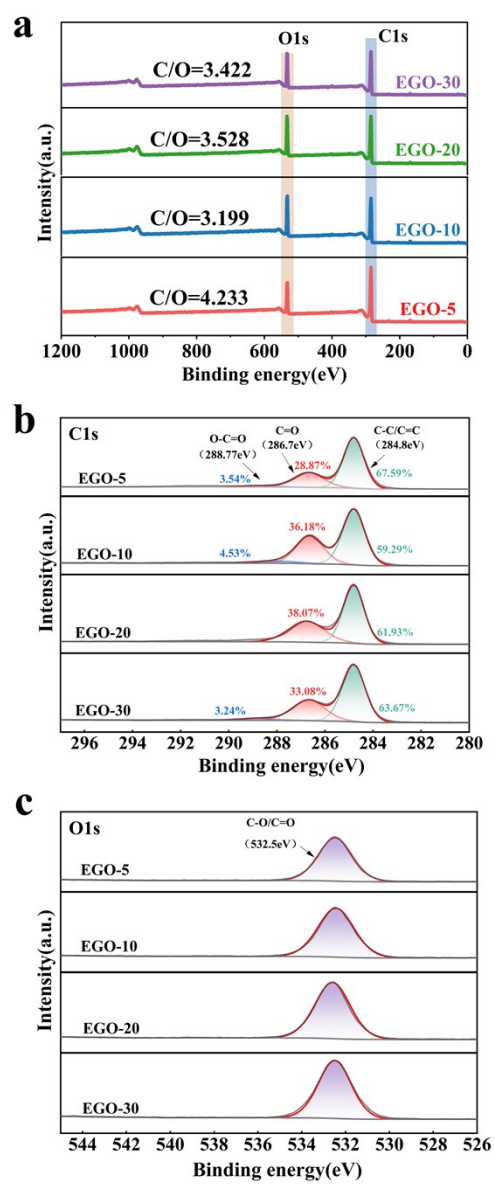 a
O1s
C1s
C/O=3.422
EGO-30
C/O=3.528
EGO-20
C/O=3.199
EGO-10
C/O=4.233
EGO-5
Intensity(a.u.)
1200 1000 800 600 400 200 0
Binding energy(eV)
b
C1s
O-C=O
(288.77eV)
C=O
(286.7eV)
C-C/C=C
(284.8eV)
EGO-5
3.54%
28.87%
67.59%
EGO-10
4.53%
36.18%
59.29%
EGO-20
38.07%
61.93%
EGO-30
3.24%
33.08%
63.67%
Intensity(a.u.)
296 294 292 290 288 286 284 282 280
Binding energy(eV)
c
O1s
C-O/C=O
(532.5eV)
EGO-5
EGO-10
EGO-20
EGO-30
Intensity(a.u.)
544 542 540 538 536 534 532 530 528 526
Binding energy(eV)